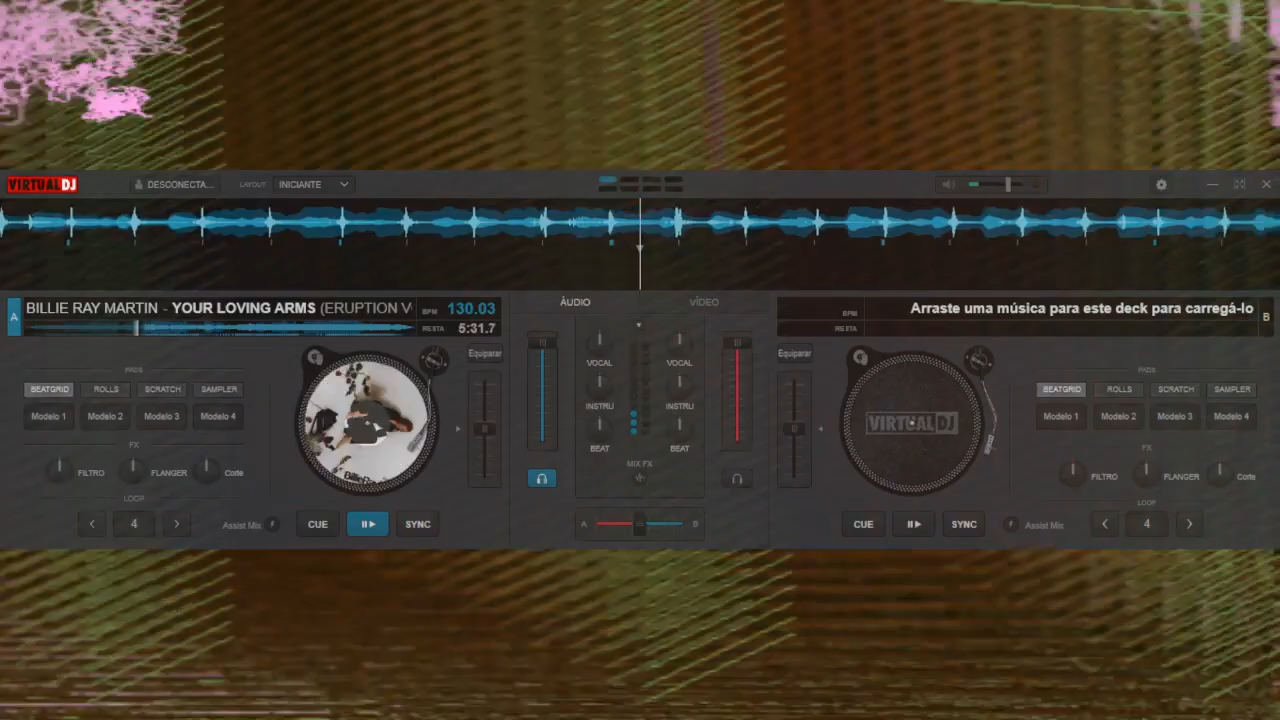 VIRTUAL DJ
DESCONECTA...
LAYOUT INICIANTE
A
BILLIE RAY MARTIN - YOUR LOVING ARMS (ERUPTION V
BPM 130.03
RESTA 5:31.7
ÁUDIO VÍDEO
BPM
RESTA
Arraste uma música para este deck para carregá-lo
B
PADS
BEATGRID ROLLS SCRATCH SAMPLER
Modelo 1 Modelo 2 Modelo 3 Modelo 4
FX
FILTRO FLANGER Corte
LOOP
4
Assist Mix
CUE SYNC
Equiparar
VOCAL VOCAL
INSTRU INSTRU
BEAT BEAT
MIX FX
A B
Equiparar
VIRTUAL DJ
CUE SYNC
PADS
BEATGRID ROLLS SCRATCH SAMPLER
Modelo 1 Modelo 2 Modelo 3 Modelo 4
FX
FILTRO FLANGER Corte
LOOP
Assist Mix
4